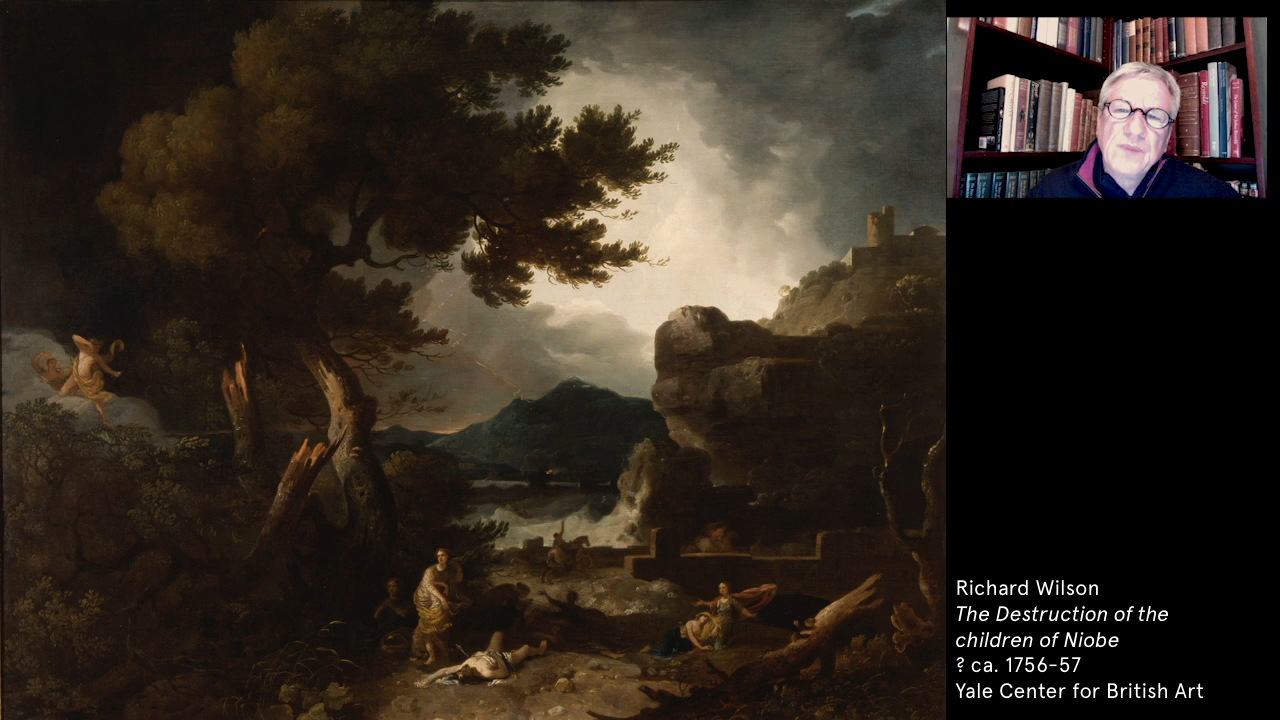 Richard Wilson
The Destruction of the
children of Niobe
? ca. 1756-57
Yale Center for British Art